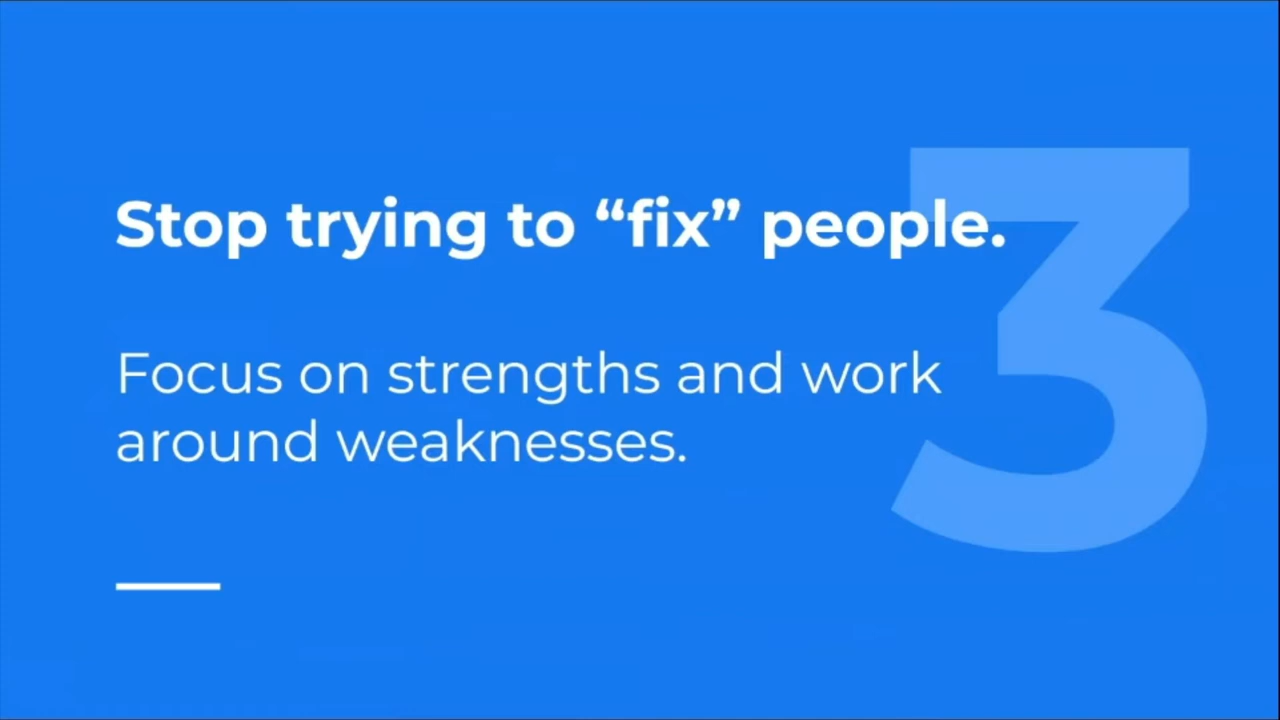 Stop trying to “fix” people.
3
Focus on strengths and work
around weaknesses.